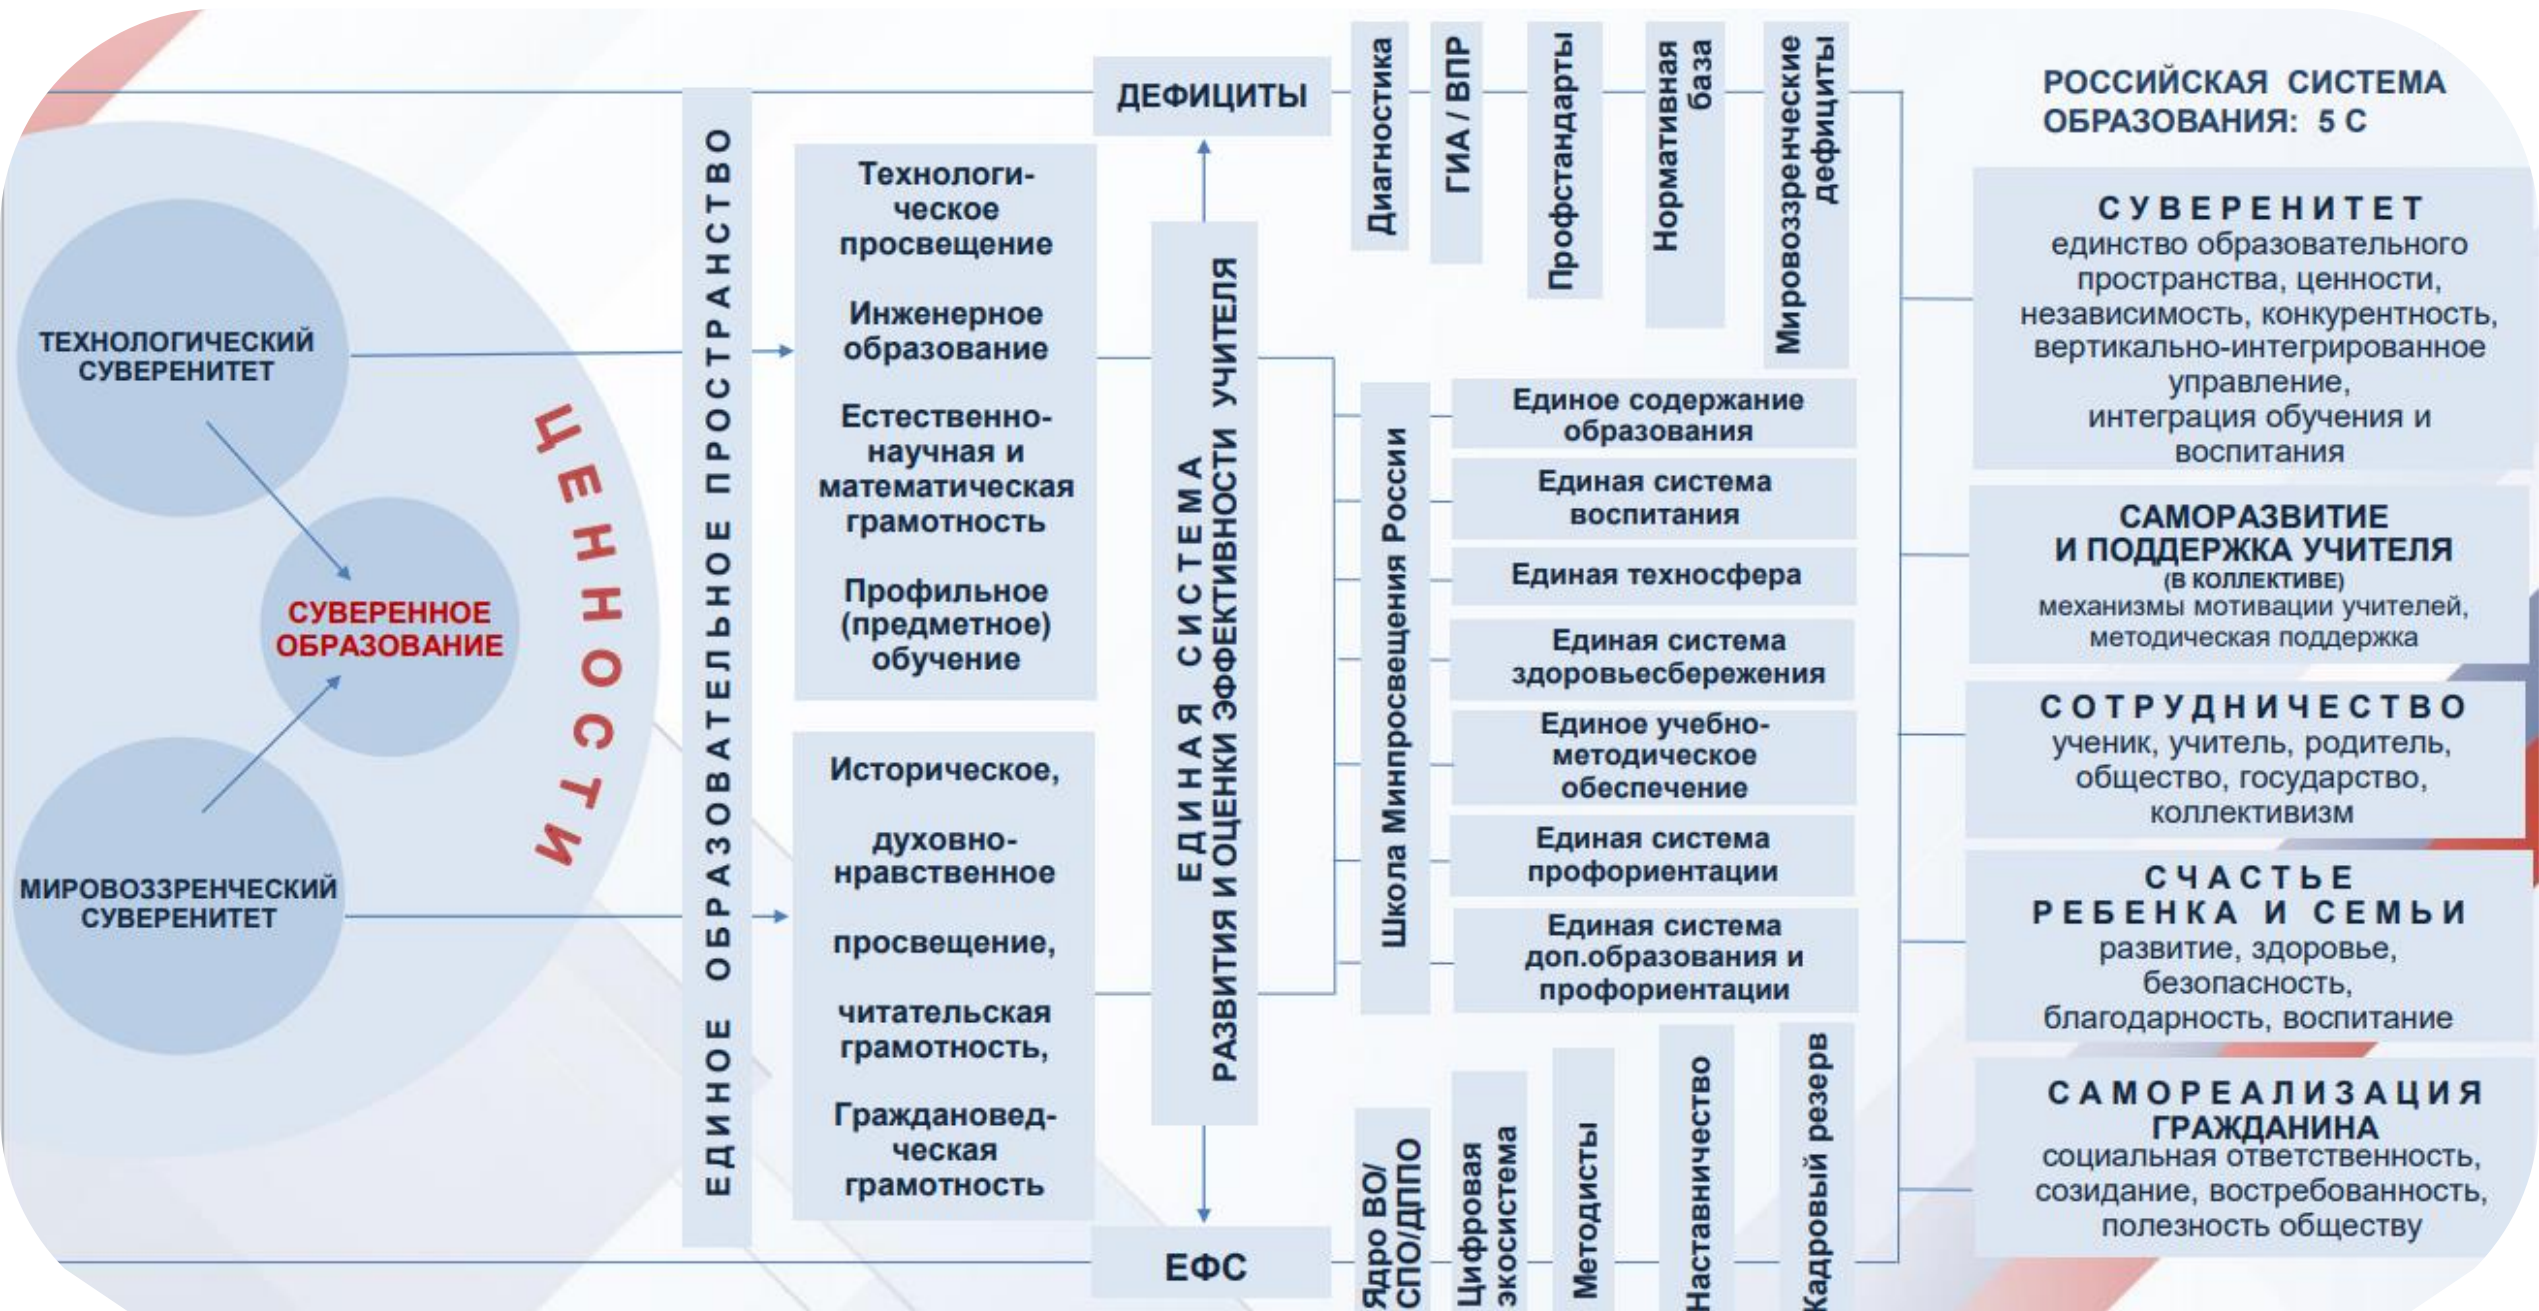 ТЕХНОЛОГИЧЕСКИЙ
СУВЕРЕНИТЕТ
СУВЕРЕННОЕ
ОБРАЗОВАНИЕ
МИРОВОЗЗРЕНЧЕСКИЙ
СУВЕРЕНИТЕТ
ЦЕННОСТИ
ЕДИНОЕ ОБРАЗОВАТЕЛЬНОЕ ПРОСТРАНСТВО
Технологи-
ческое
просвещение
Инженерное
образование
Естественно-
научная и
математическая
грамотность
Профильное
(предметное)
обучение
Историческое,
духовно-
нравственное
просвещение,
читательская
грамотность,
Граждановед-
ческая
грамотность
ДЕФИЦИТЫ
ЕДИНАЯ СИСТЕМА
РАЗВИТИЯ И ОЦЕНКИ ЭФФЕКТИВНОСТИ УЧИТЕЛЯ
ЕФС
Диагностика
ГИА / ВПР
Профстандарты
Нормативная
база
Мировоззренческие
дефициты
Школа Минпросвещения России
Единое содержание
образования
Единая система
воспитания
Единая техносфера
Единая система
здоровьесбережения
Единое учебно-
методическое
обеспечение
Единая система
профориентации
Единая система
доп.образования и
профориентации
Ядро ВО/
СПО/ДППО
Цифровая
экосистема
Методисты
Наставничество
Кадровый резерв
РОССИЙСКАЯ СИСТЕМА
ОБРАЗОВАНИЯ: 5 С
СУВЕРЕНИТЕТ
единство образовательного
пространства, ценности,
независимость, конкурентность,
вертикально-интегрированное
управление,
интеграция обучения и
воспитания
САМОРАЗВИТИЕ
И ПОДДЕРЖКА УЧИТЕЛЯ
(В КОЛЛЕКТИВЕ)
механизмы мотивации учителей,
методическая поддержка
СОТРУДНИЧЕСТВО
ученик, учитель, родитель,
общество, государство,
коллективизм
СЧАСТЬЕ
РЕБЕНКА И СЕМЬИ
развитие, здоровье,
безопасность,
благодарность, воспитание
САМОРЕАЛИЗАЦИЯ
ГРАЖДАНИНА
социальная ответственность,
созидание, востребованность,
полезность обществу